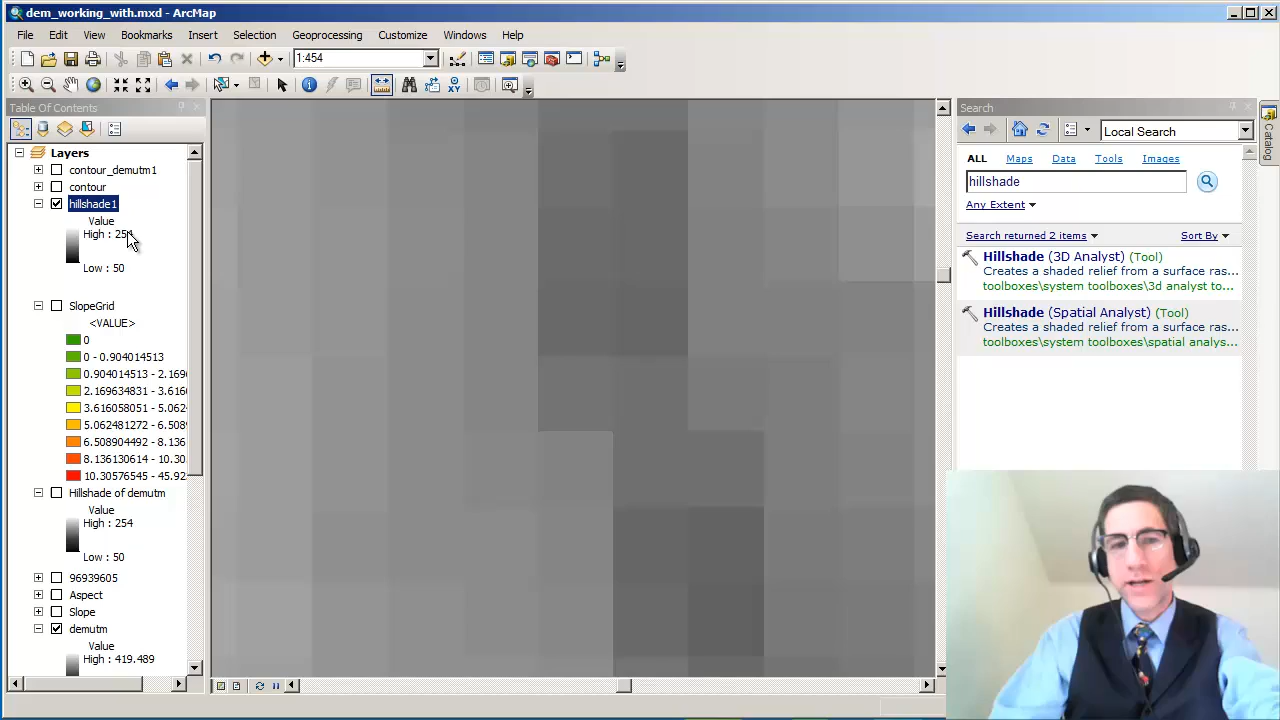 dem_working_with.mxd - ArcMap
File Edit View Bookmarks Insert Selection Geoprocessing Customize Windows Help
1:454
Table Of Contents
Layers
contour_demutm1
contour
hillshade1
Value
High : 254
Low : 50
SlopeGrid
<VALUE>
0
0 - 0.904014513
0.904014513 - 2.169
2.169634831 - 3.616
3.616058051 - 5.062
5.062481272 - 6.508
6.508904492 - 8.136
8.136130614 - 10.30
10.30576545 - 45.92
Hillshade of demutm
Value
High : 254
Low : 50
96939605
Aspect
Slope
demutm
Value
High : 419.489
Search
Local Search
ALL Maps Data Tools Images
hillshade
Any Extent
Search returned 2 items Sort By
Hillshade (3D Analyst) (Tool)
Creates a shaded relief from a surface ras...
toolboxes\system toolboxes\3d analyst to...
Hillshade (Spatial Analyst) (Tool)
Creates a shaded relief from a surface ras...
toolboxes\system toolboxes\spatial analys...
Catalog